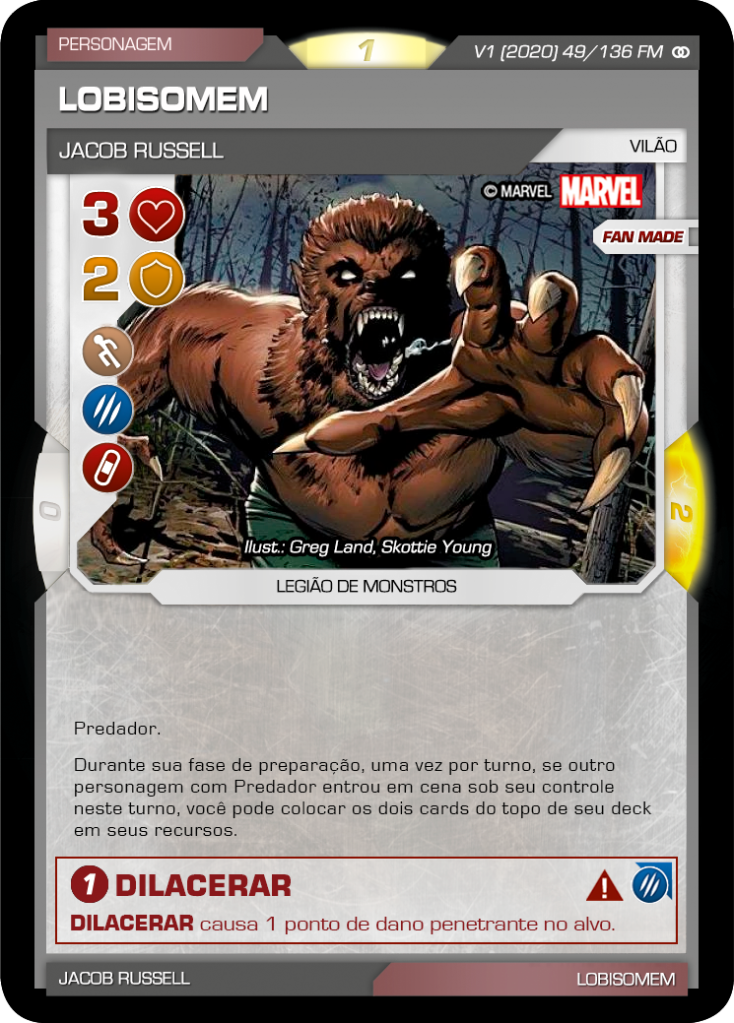 PERSONAGEM
1
V1 (2020) 49/136 FM
LOBISOMEM
JACOB RUSSELL
VILÃO
© MARVEL MARVEL
3
FAN MADE
2
0
2
Ilust.: Greg Land, Skottie Young
LEGIÃO DE MONSTROS
Predador.
Durante sua fase de preparação, uma vez por turno, se outro
personagem com Predador entrou em cena sob seu controle
neste turno, você pode colocar os dois cards do topo de seu deck
em seus recursos.
1 DILACERAR
DILACERAR causa 1 ponto de dano penetrante no alvo.
JACOB RUSSELL
LOBISOMEM